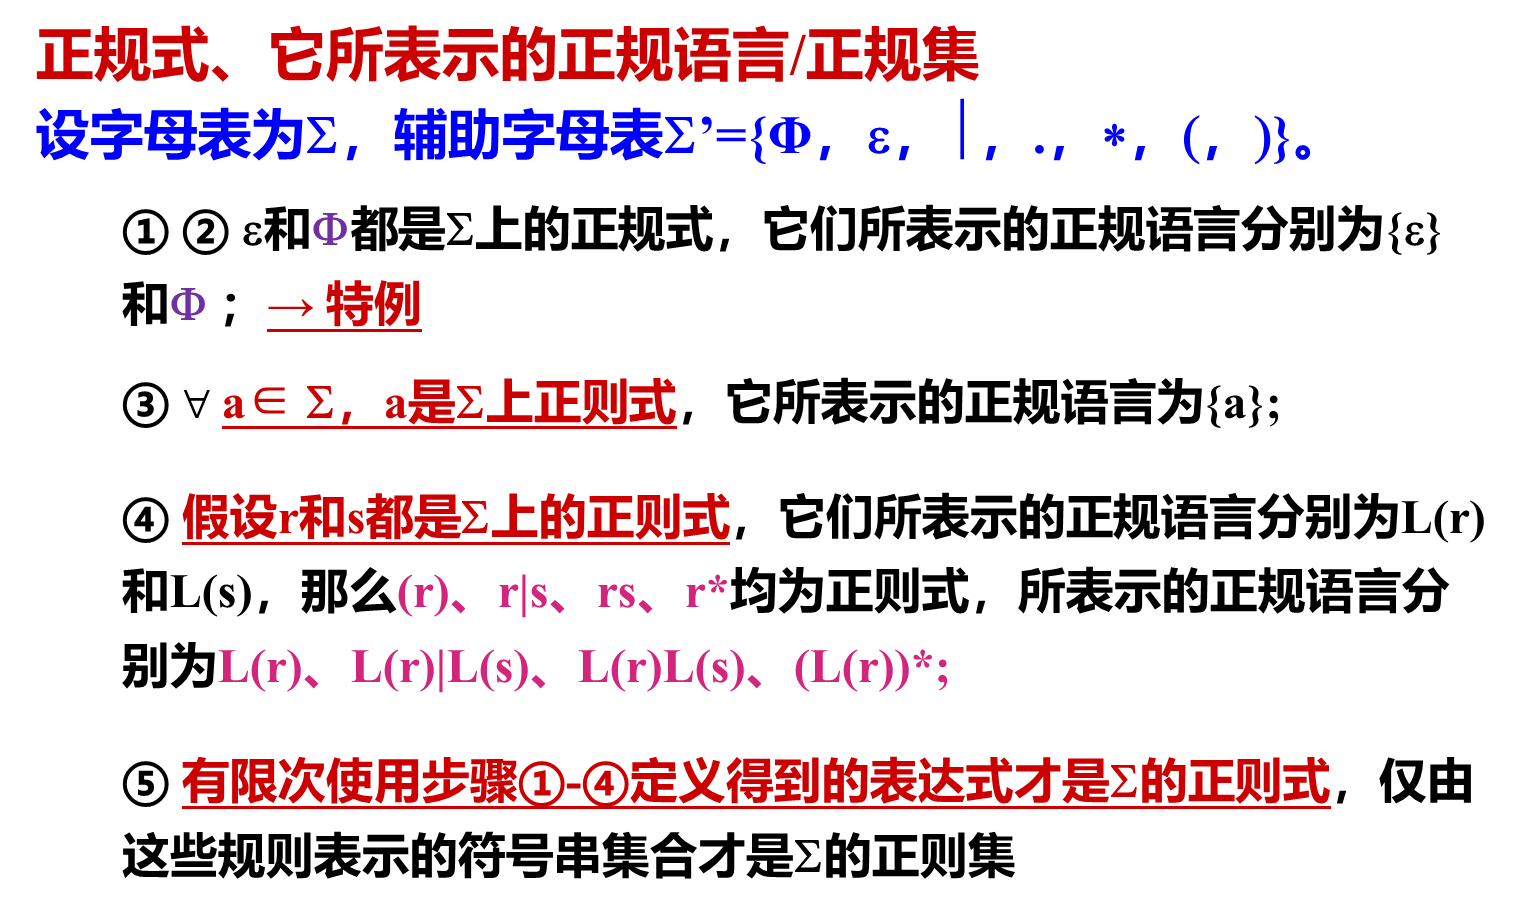 正规式、它所表示的正规语言/正规集
设字母表为Σ，辅助字母表Σ’={Φ，ε，|，.，*，(，)}。
① ② ε和Φ都是Σ上的正规式，它们所表示的正规语言分别为{ε}
和Φ；→ 特例
③ ∀ a∈ Σ，a是Σ上正则式，它所表示的正规语言为{a};
④ 假设r和s都是Σ上的正则式，它们所表示的正规语言分别为L(r)
和L(s)，那么(r)、r|s、rs、r*均为正则式，所表示的正规语言分
别为L(r)、L(r)|L(s)、L(r)L(s)、(L(r))*;
⑤ 有限次使用步骤①-④定义得到的表达式才是Σ的正则式，仅由
这些规则表示的符号串集合才是Σ的正则集